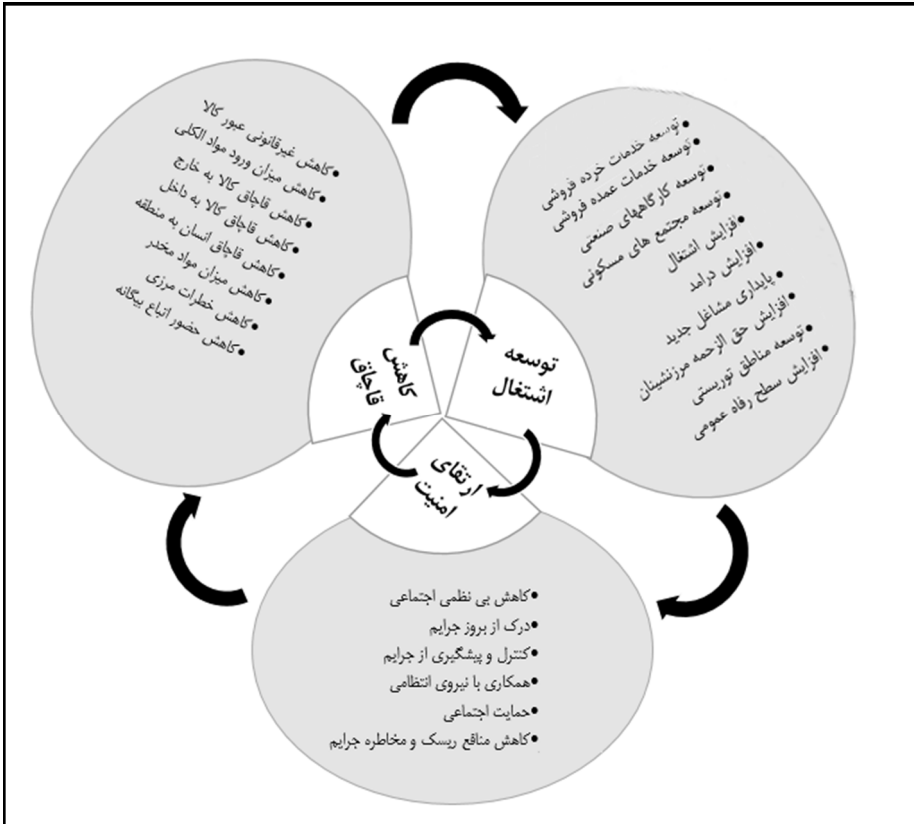 •توسعه خدمات خرده فروشی
•توسعه خدمات عمده فروشی
•توسعه کارگاههای صنعتی
•توسعه مجتمع های مسکونی
•افزایش اشتغال
•افزایش درامد
•پایداری مشاغل جدید
•افزایش حق الزحمه مرزنشینان
•توسعه مناطق توریستی
•افزایش سطح رفاه عمومی
•کاهش غیرقانونی عبور کالا
•کاهش میزان ورود مواد الکلی
•کاهش قاچاق کالا به خارج
•کاهش قاچاق کالا به داخل
•کاهش قاچاق انسان به منطقه
•کاهش میزان مواد مخدر
•کاهش خطرات مرزی
•کاهش حضور اتباع بیگانه
توسعه
اشتغال
کاهش
قاچاق
ارتقای
امنیت
•کاهش بی نظمی اجتماعی
•درک از بروز جرایم
•کنترل و پیشگیری از جرایم
•همکاری با نیروی انتظامی
•حمایت اجتماعی
•کاهش مناقع ریسک و مخاطره جرایم